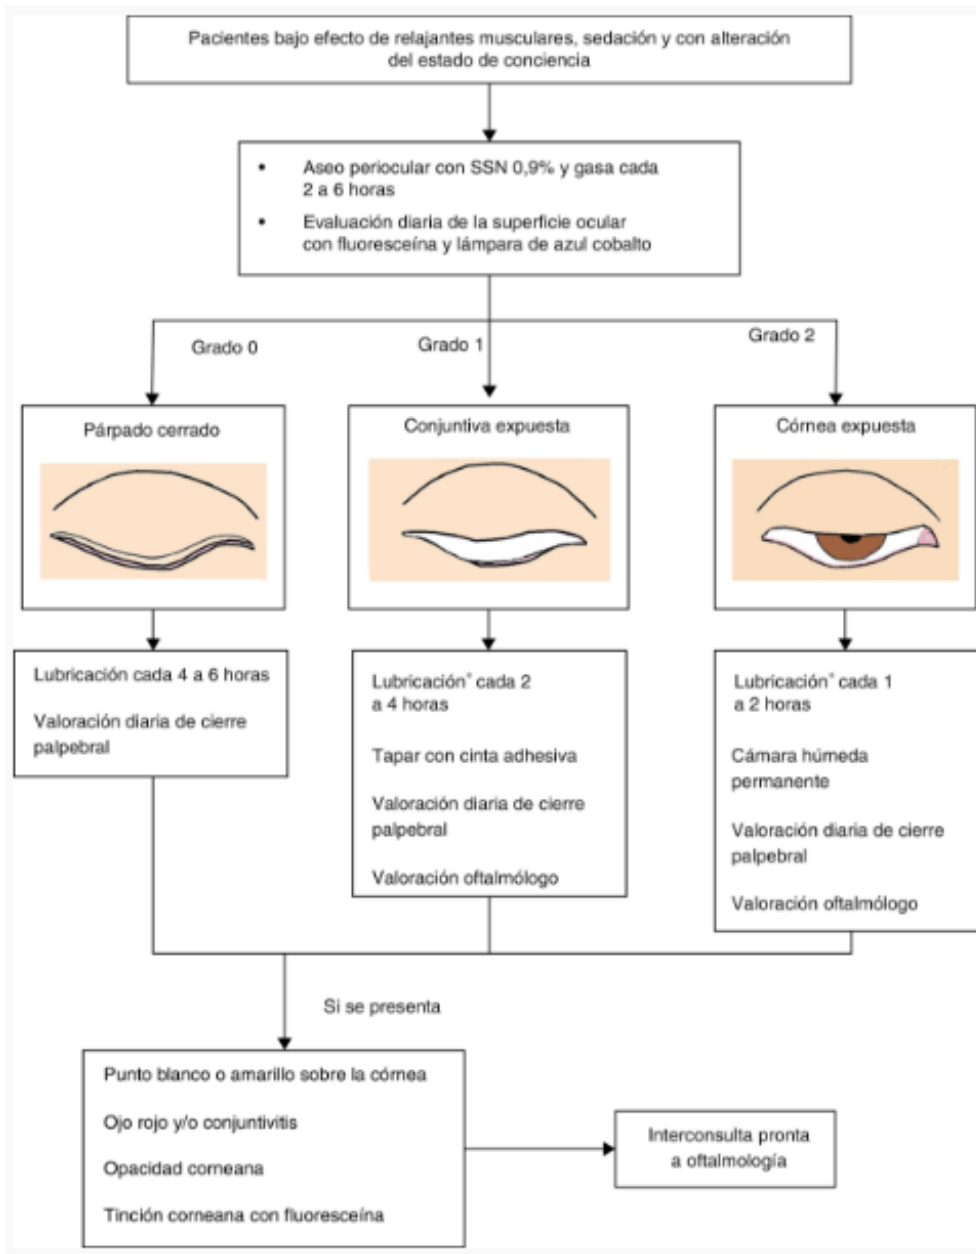 Pacientes bajo efecto de relajantes musculares, sedación y con alteración
del estado de conciencia
• Aseo periocular con SSN 0,9% y gasa cada
2 a 6 horas
• Evaluación diaria de la superficie ocular
con fluoresceína y lámpara de azul cobalto
Grado 0
Grado 1
Grado 2
Párpado cerrado
Conjuntiva expuesta
Córnea expuesta
Lubricación cada 4 a 6 horas
Valoración diaria de cierre
palpebral
Lubricación* cada 2
a 4 horas
Tapar con cinta adhesiva
Valoración diaria de cierre
palpebral
Valoración oftalmólogo
Lubricación* cada 1
a 2 horas
Cámara húmeda
permanente
Valoración diaria de cierre
palpebral
Valoración oftalmólogo
Si se presenta
Punto blanco o amarillo sobre la córnea
Ojo rojo y/o conjuntivitis
Opacidad corneana
Tinción corneana con fluoresceína
Interconsulta pronta
a oftalmología